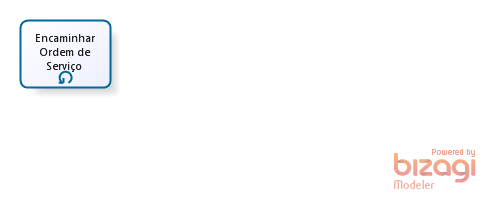 Encaminhar
Ordem de
Serviço
Powered by
bizagi
Modeler